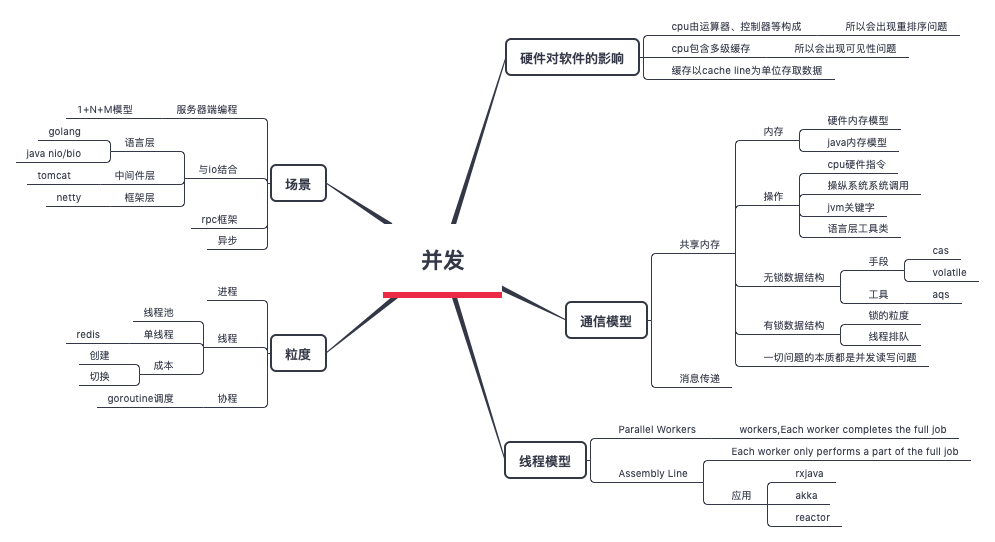 并发
硬件对软件的影响
cpu由运算器、控制器等构成
所以会出现重排序问题
cpu包含多级缓存
所以会出现可见性问题
缓存以cache line为单位存取数据
通信模型
共享内存
内存
硬件内存模型
java内存模型
操作
cpu硬件指令
操纵系统系统调用
jvm关键字
语言层工具类
无锁数据结构
手段
cas
volatile
工具
aqs
有锁数据结构
锁的粒度
线程排队
一切问题的本质都是并发读写问题
消息传递
线程模型
Parallel Workers
workers,Each worker completes the full job
Assembly Line
Each worker only performs a part of the full job
应用
rxjava
akka
reactor
场景
服务器端编程
1+N+M模型
与io结合
语言层
golang
java nio/bio
中间件层
tomcat
框架层
netty
rpc框架
异步
粒度
进程
线程
线程池
单线程
redis
成本
创建
切换
协程
goroutine调度